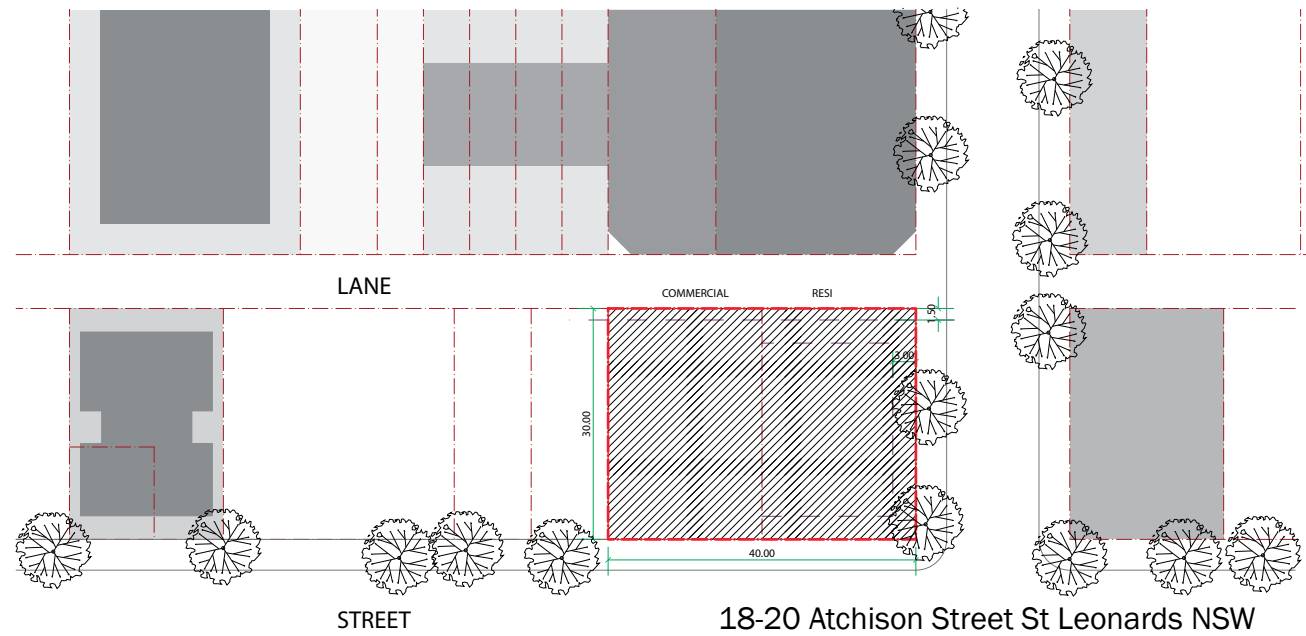 LANE
COMMERCIAL RESI
1.50
3.00
30.00
40.00
STREET
18-20 Atchison Street St Leonards NSW